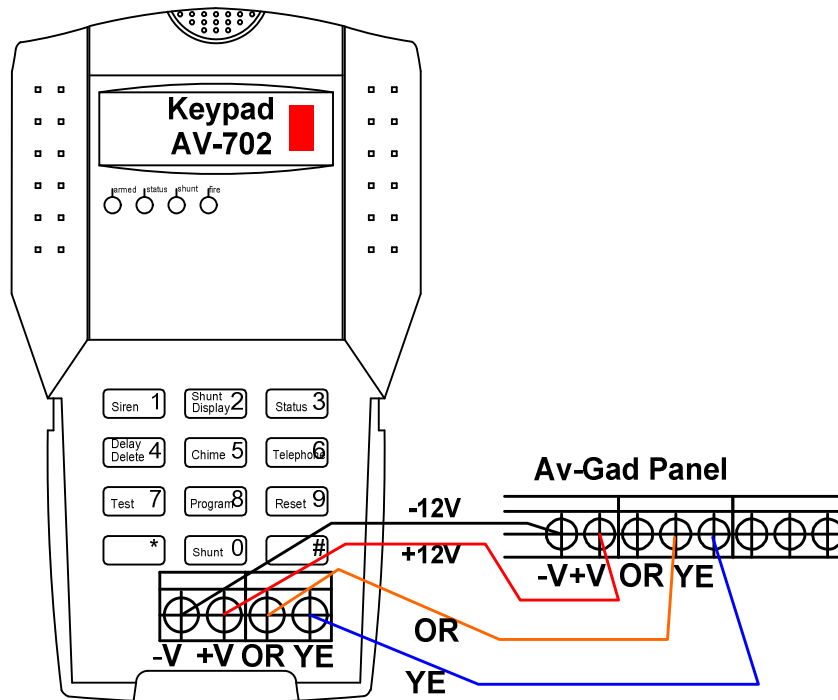 Keypad
AV-702
armed status shunt fire
Siren 1 Shunt Display 2 Status 3
Delay Delete 4 Chime 5 Telephone 6
Test 7 Program 8 Reset 9
* Shunt 0 #
Av-Gad Panel
-12V
+12V
-V +V OR YE
OR
-V +V OR YE
YE